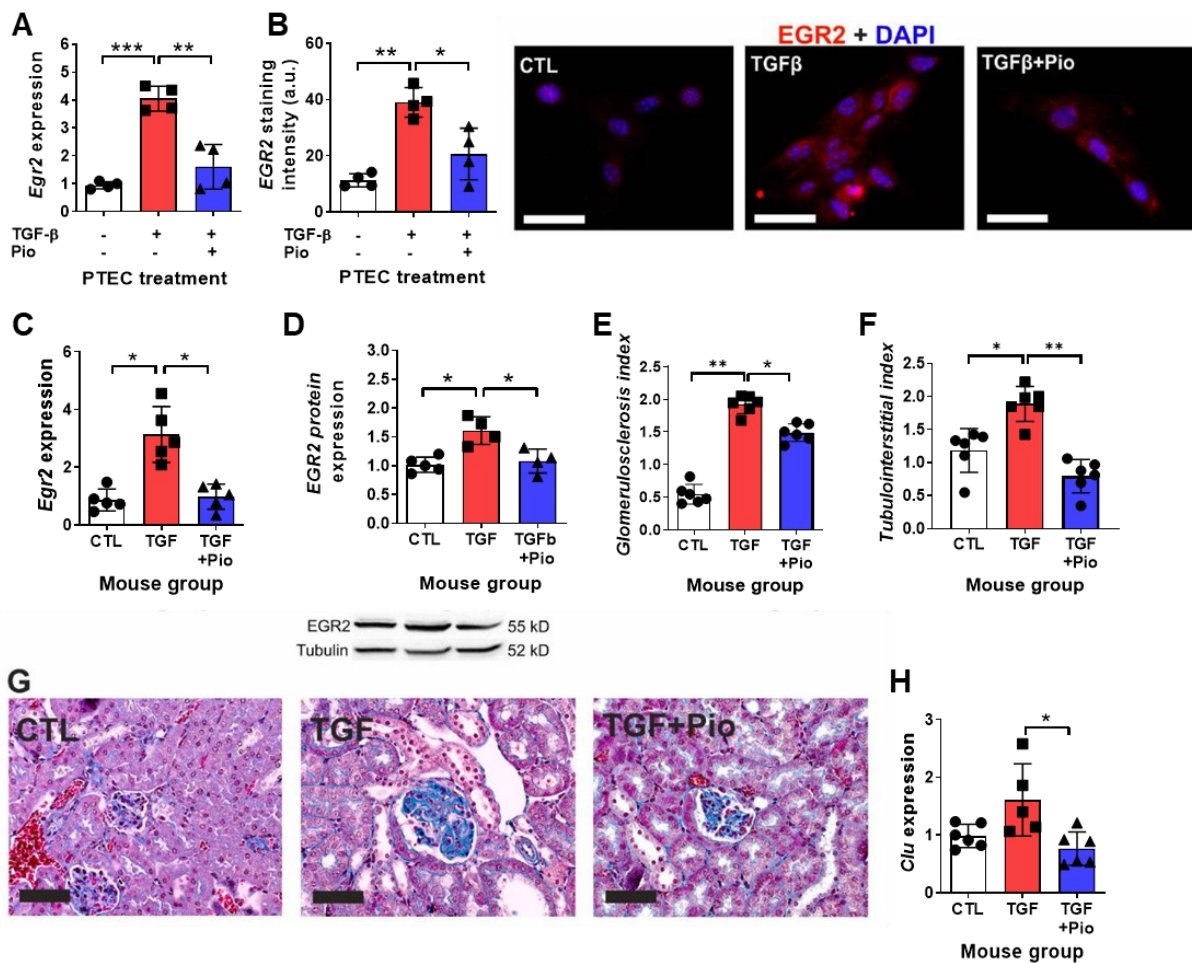 A
***
**
6
5
4
3
2
1
0
Egr2 expression
TGF-β - + +
Pio - - +
PTEC treatment
B
**
*
60
40
20
0
EGR2 staining
intensity (a.u.)
TGF-β - + +
Pio - - +
PTEC treatment
EGR2 + DAPI
CTL
TGFβ
TGFβ+Pio
C
*
*
6
4
2
0
Egr2 expression
CTL TGF TGF
+Pio
Mouse group
D
*
*
3.0
2.5
2.0
1.5
1.0
0.5
0.0
EGR2 protein
expression
CTL TGF TGFb
+Pio
Mouse group
EGR2 55 kD
Tubulin 52 kD
E
**
*
2.5
2.0
1.5
1.0
0.5
0.0
Glomerulosclerosis index
CTL TGF TGF
+Pio
Mouse group
F
*
**
2.5
2.0
1.5
1.0
0.5
0.0
Tubulointerstitial index
CTL TGF TGF
+Pio
Mouse group
G
CTL
TGF
TGF+Pio
H
*
3
2
1
0
Clu expression
CTL TGF TGF
+Pio
Mouse group